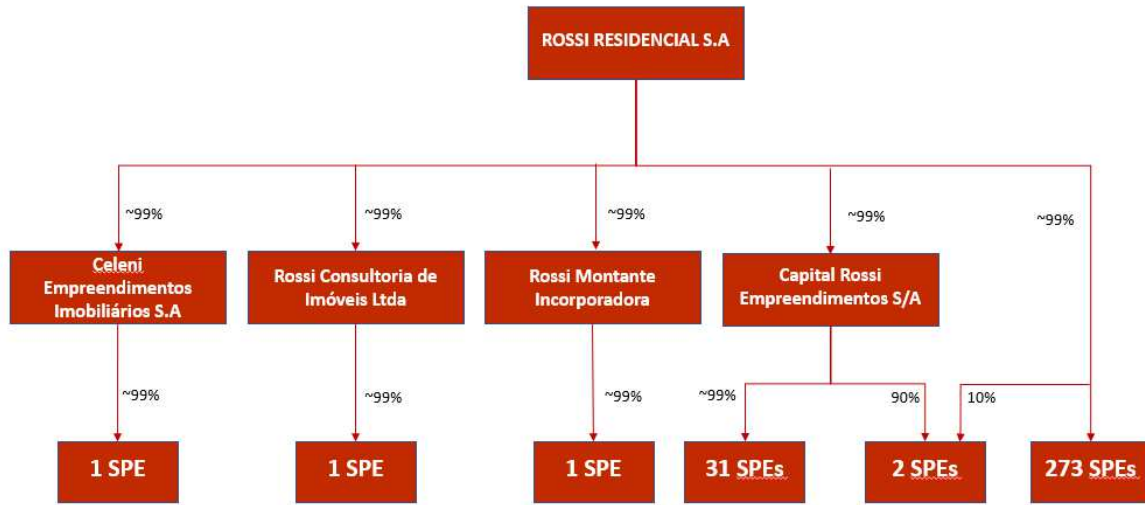 ROSSI RESIDENCIAL S.A
~99%
~99%
~99%
~99%
~99%
Celeni
Empreendimentos
Imobiliários S.A
Rossi Consultoria de
Imóveis Ltda
Rossi Montante
Incorporadora
Capital Rossi
Empreendimentos S/A
~99%
~99%
~99%
~99%
90%
10%
1 SPE
1 SPE
1 SPE
31 SPEs
2 SPEs
273 SPEs